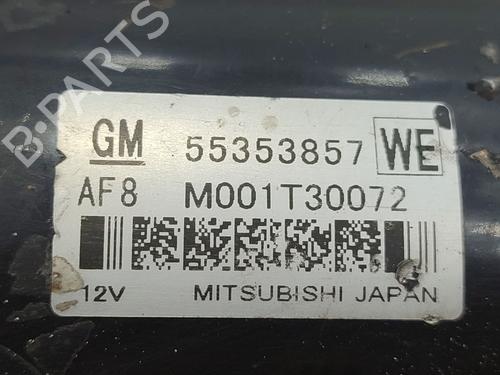 B-PARTS
GM 55353857 WE
AF8 M001T30072
12V MITSUBISHI JAPAN